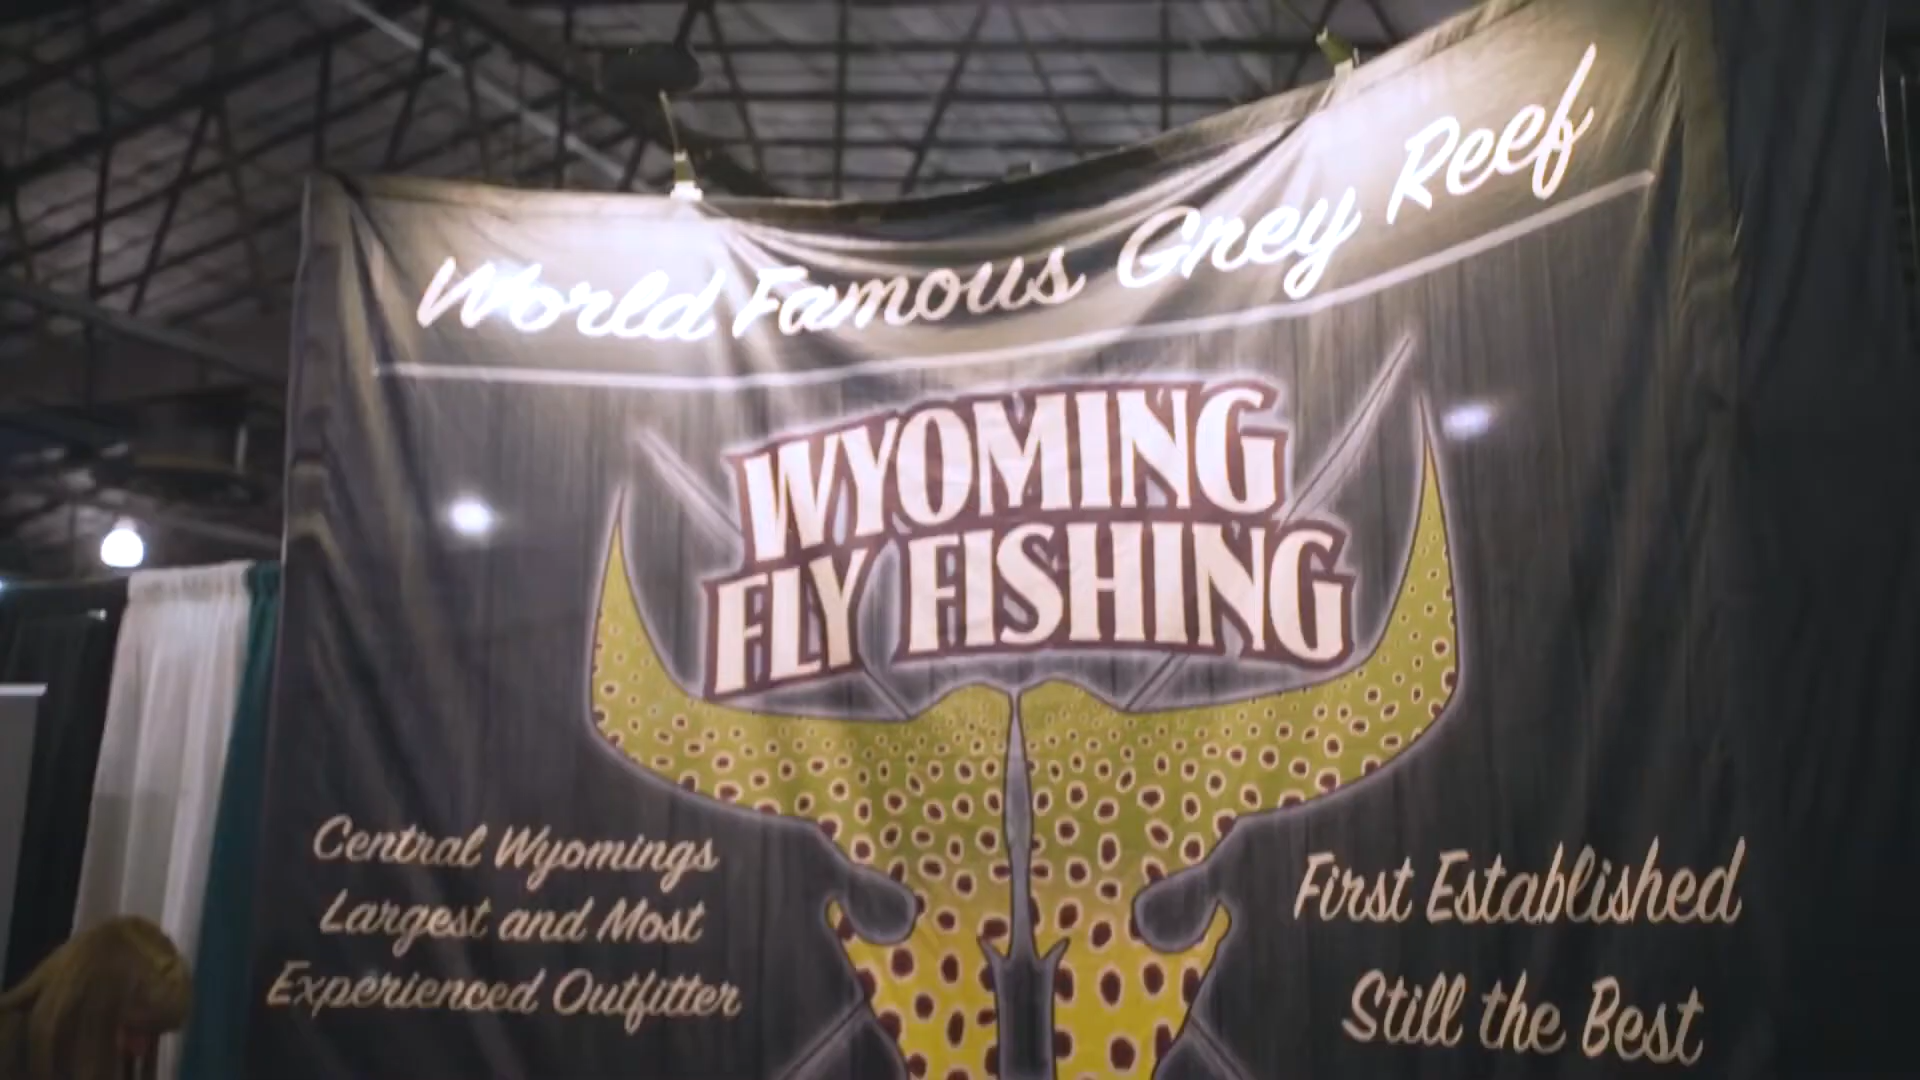 World Famous Grey Reef
WYOMING
FLY FISHING
Central Wyomings
Largest and Most
Experienced Outfitter
First Established
Still the Best